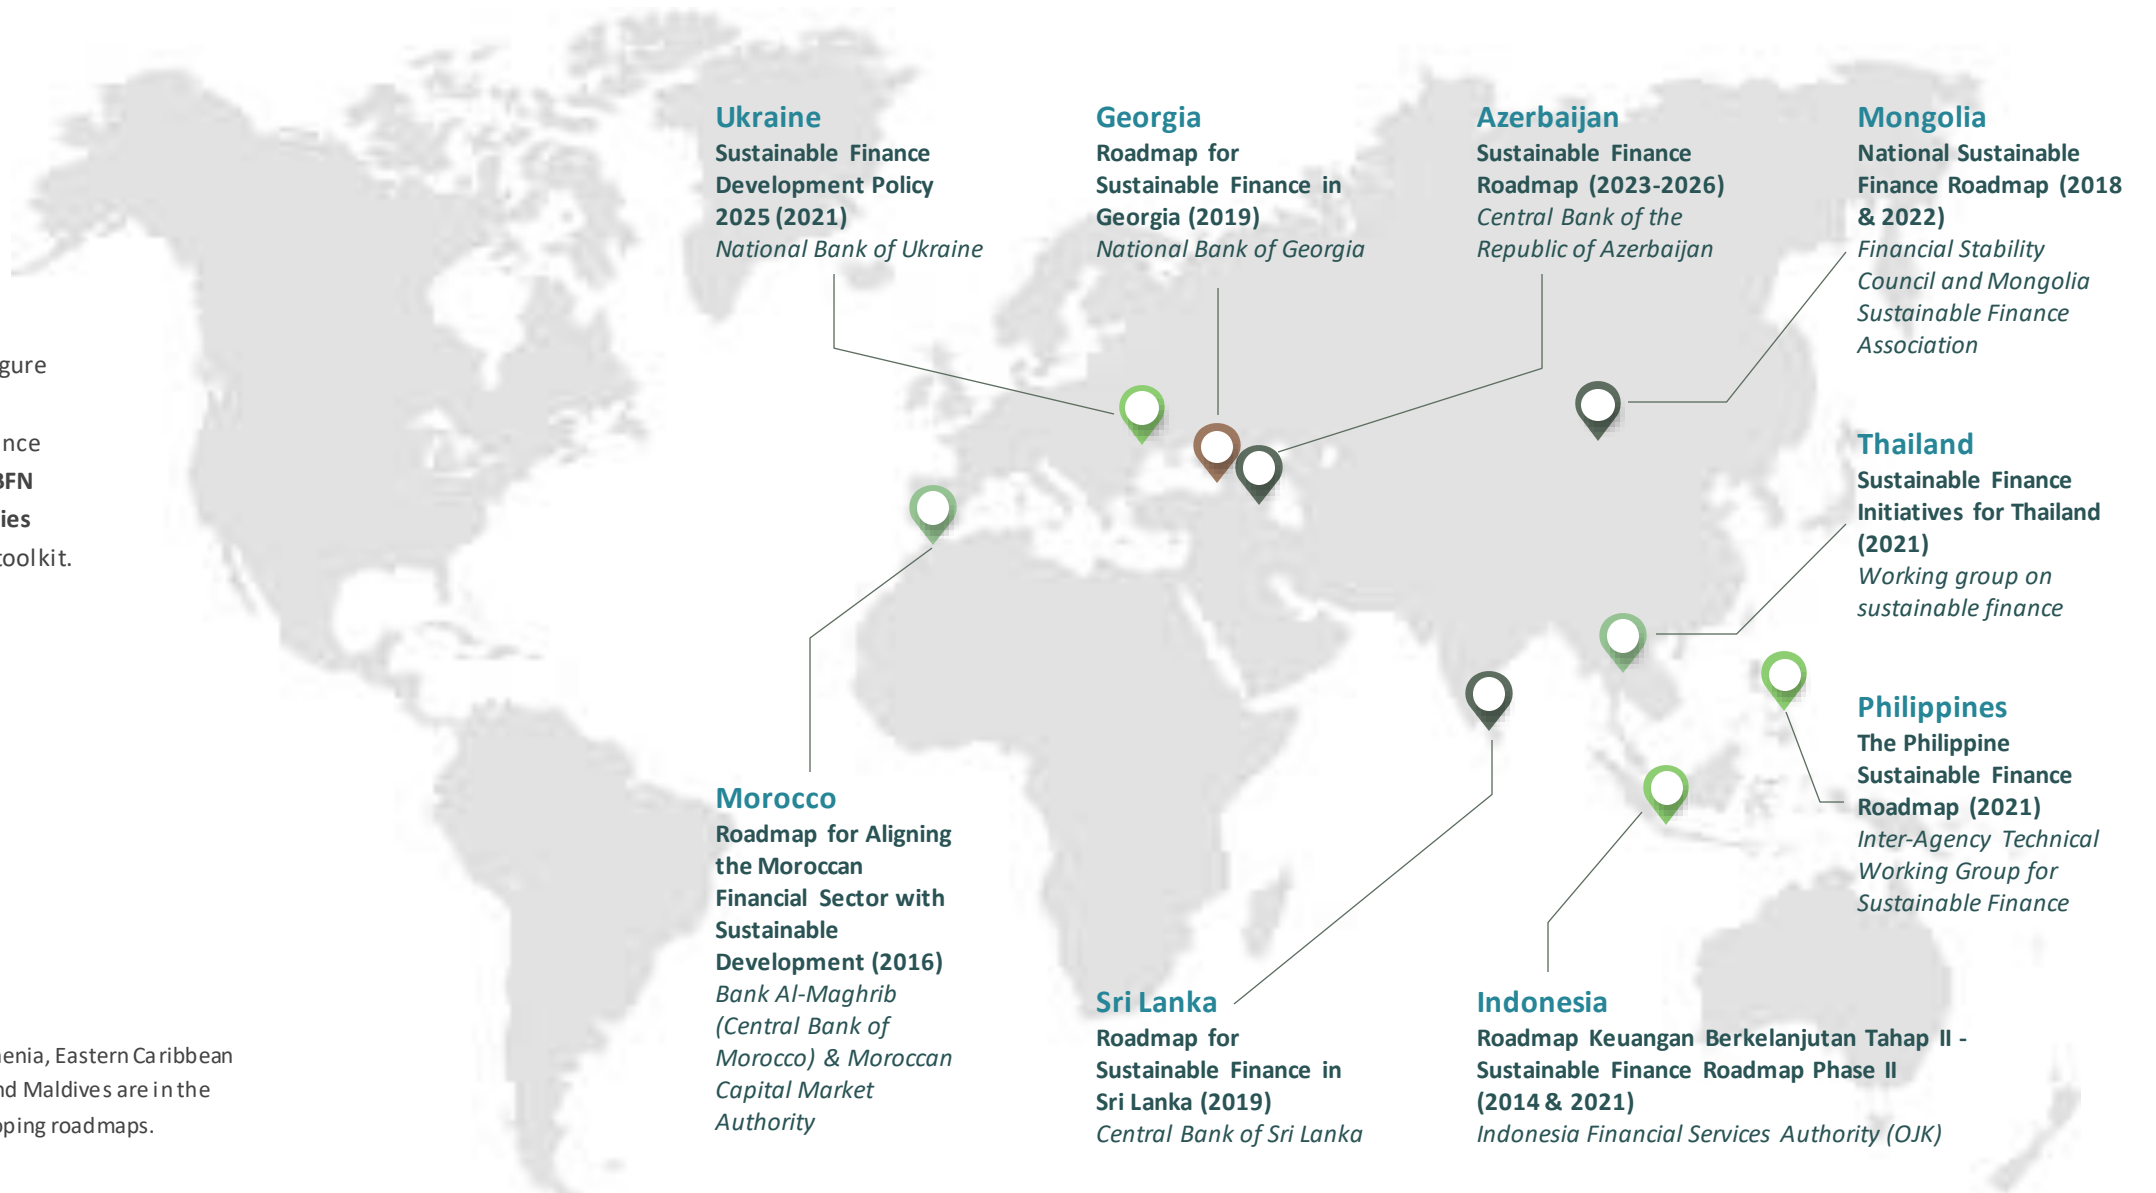 Ukraine
Sustainable Finance
Development Policy
2025 (2021)
National Bank of Ukraine
Georgia
Roadmap for
Sustainable Finance in
Georgia (2019)
National Bank of Georgia
Azerbaijan
Sustainable Finance
Roadmap (2023-2026)
Central Bank of the
Republic of Azerbaijan
Mongolia
National Sustainable
Finance Roadmap (2018
& 2022)
Financial Stability
Council and Mongolia
Sustainable Finance
Association
Thailand
Sustainable Finance
Initiatives for Thailand
(2021)
Working group on
sustainable finance
Philippines
The Philippine
Sustainable Finance
Roadmap (2021)
Inter-Agency Technical
Working Group for
Sustainable Finance
Morocco
Roadmap for Aligning
the Moroccan
Financial Sector with
Sustainable
Development (2016)
Bank Al-Maghrib
(Central Bank of
Morocco) & Moroccan
Capital Market
Authority
Sri Lanka
Roadmap for
Sustainable Finance in
Sri Lanka (2019)
Central Bank of Sri Lanka
Indonesia
Roadmap Keuangan Berkelanjutan Tahap II -
Sustainable Finance Roadmap Phase II
(2014 & 2021)
Indonesia Financial Services Authority (OJK)
toolkit.
Eastern Caribbean
Maldives are in the
roadmaps.